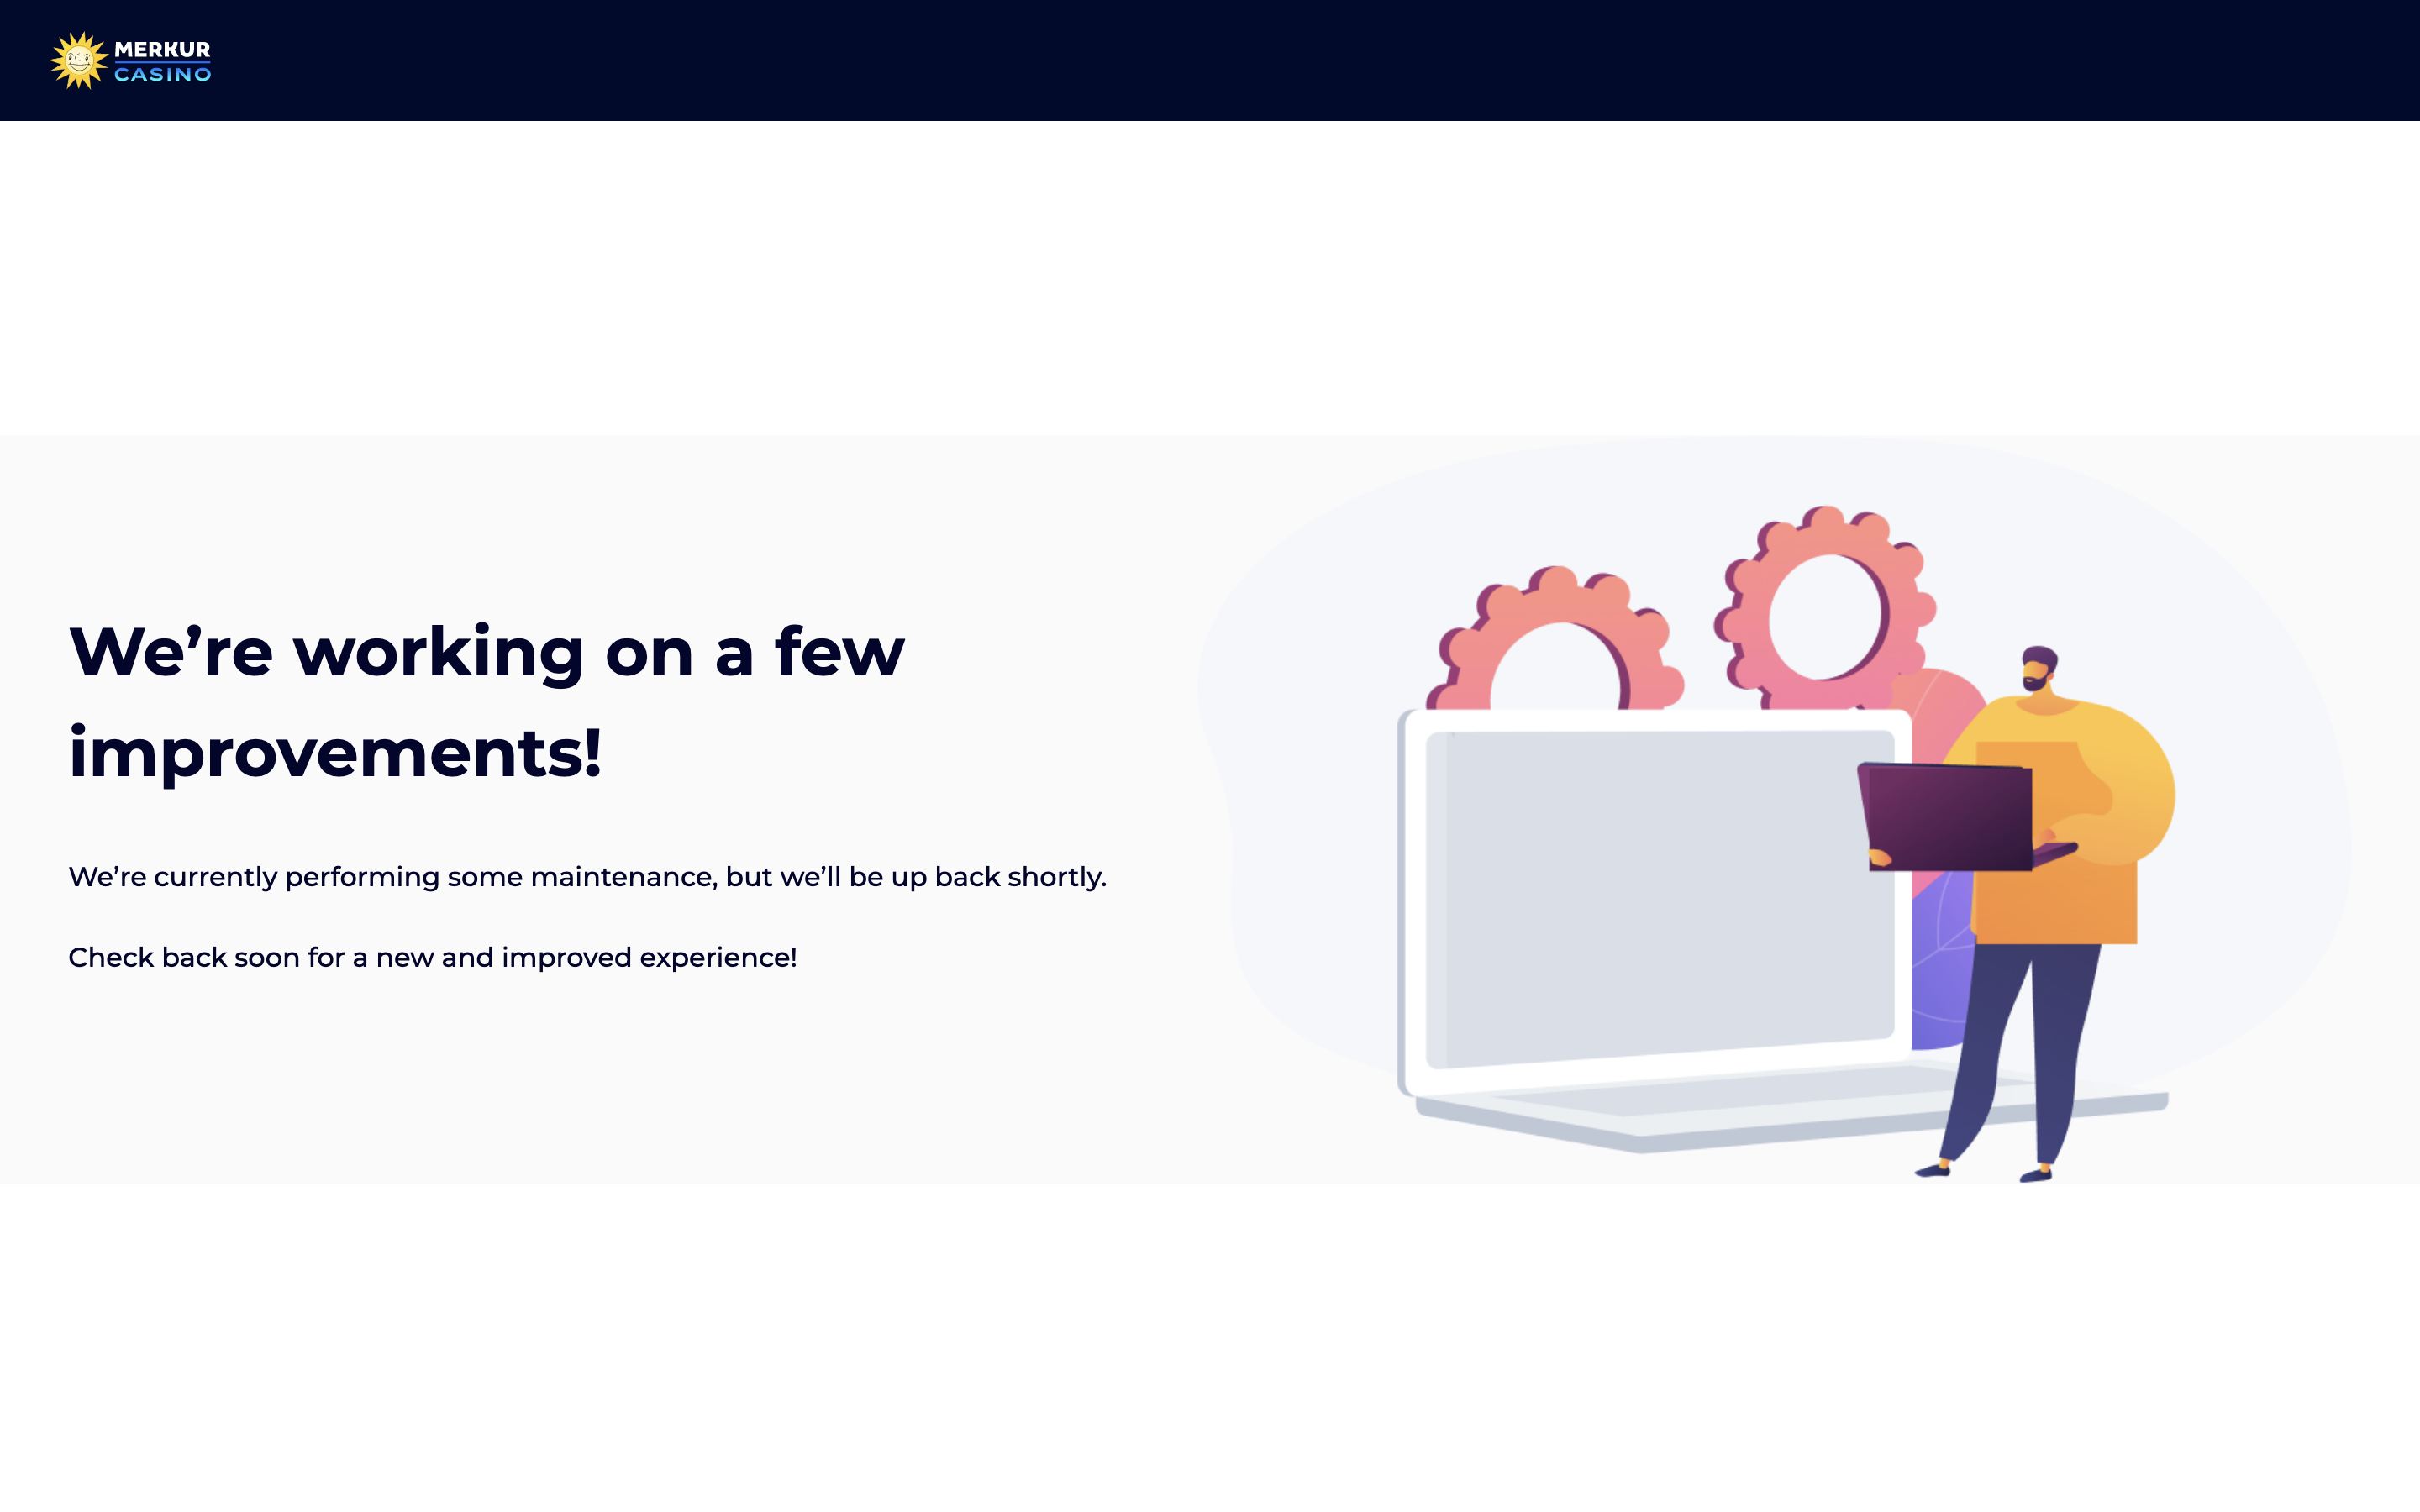 MERKUR
CASINO
We’re working on a few
improvements!
We’re currently performing some maintenance, but we’ll be up back shortly.
Check back soon for a new and improved experience!